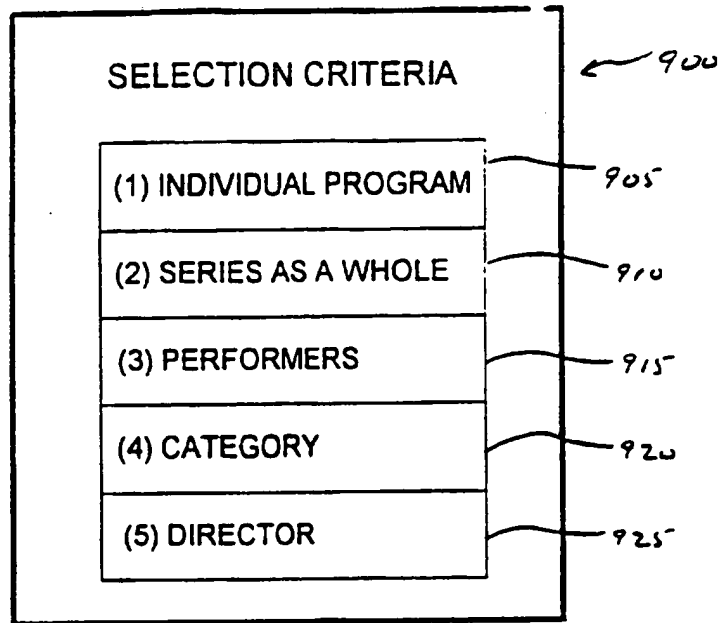 SELECTION CRITERIA
900
(1) INDIVIDUAL PROGRAM
905
(2) SERIES AS A WHOLE
910
(3) PERFORMERS
915
(4) CATEGORY
920
(5) DIRECTOR
925